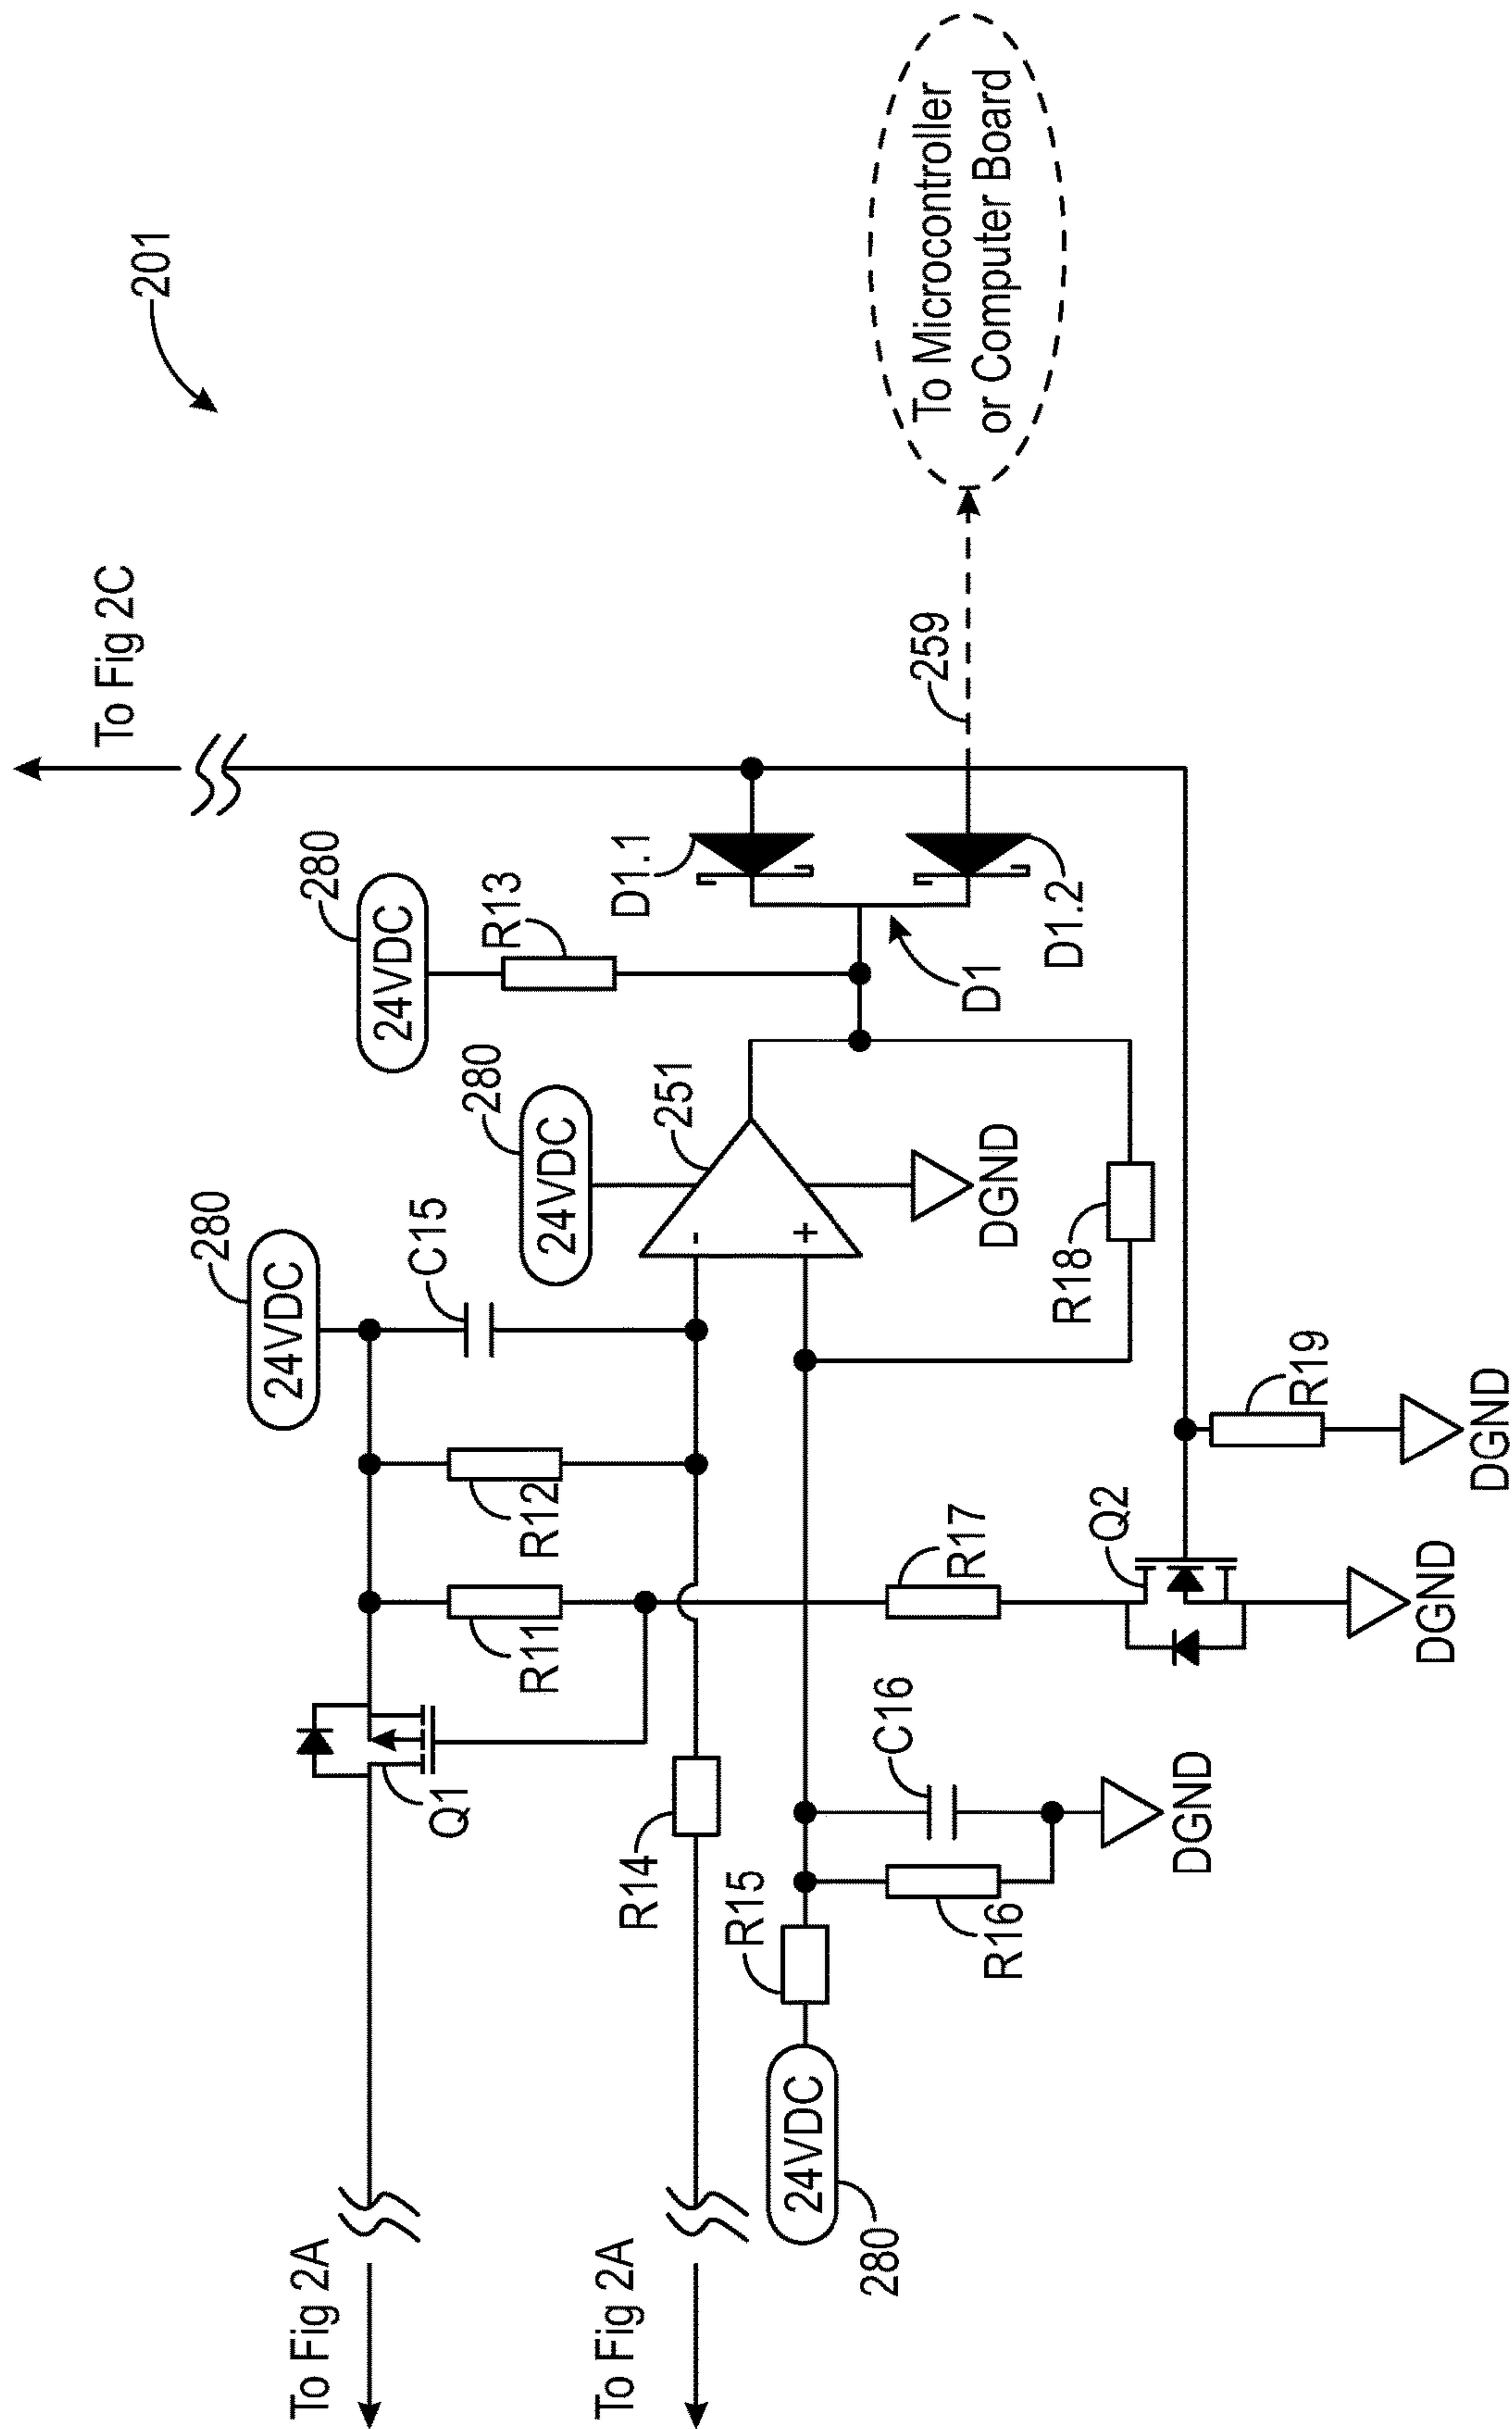 201
To Fig 2C
280
24VDC
280
24VDC
C15
280
24VDC
R13
D1.1
251
To Fig 2A
Q1
R11
R12
To Fig 2A
R14
-
+
DGND
D1
D1.2
259
To Microcontroller
or Computer Board
280
24VDC
R15
R16
C16
DGND
R17
Q2
DGND
R18
R19
DGND